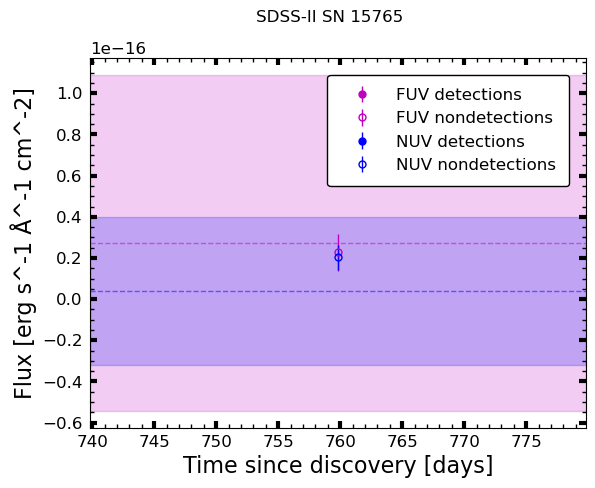 SDSS-II SN 15765
1e−16
Flux [erg s^-1 Å^-1 cm^-2]
1.0
0.8
0.6
0.4
0.2
0.0
−0.2
−0.4
−0.6
FUV detections
FUV nondetections
NUV detections
NUV nondetections
740 745 750 755 760 765 770 775
Time since discovery [days]